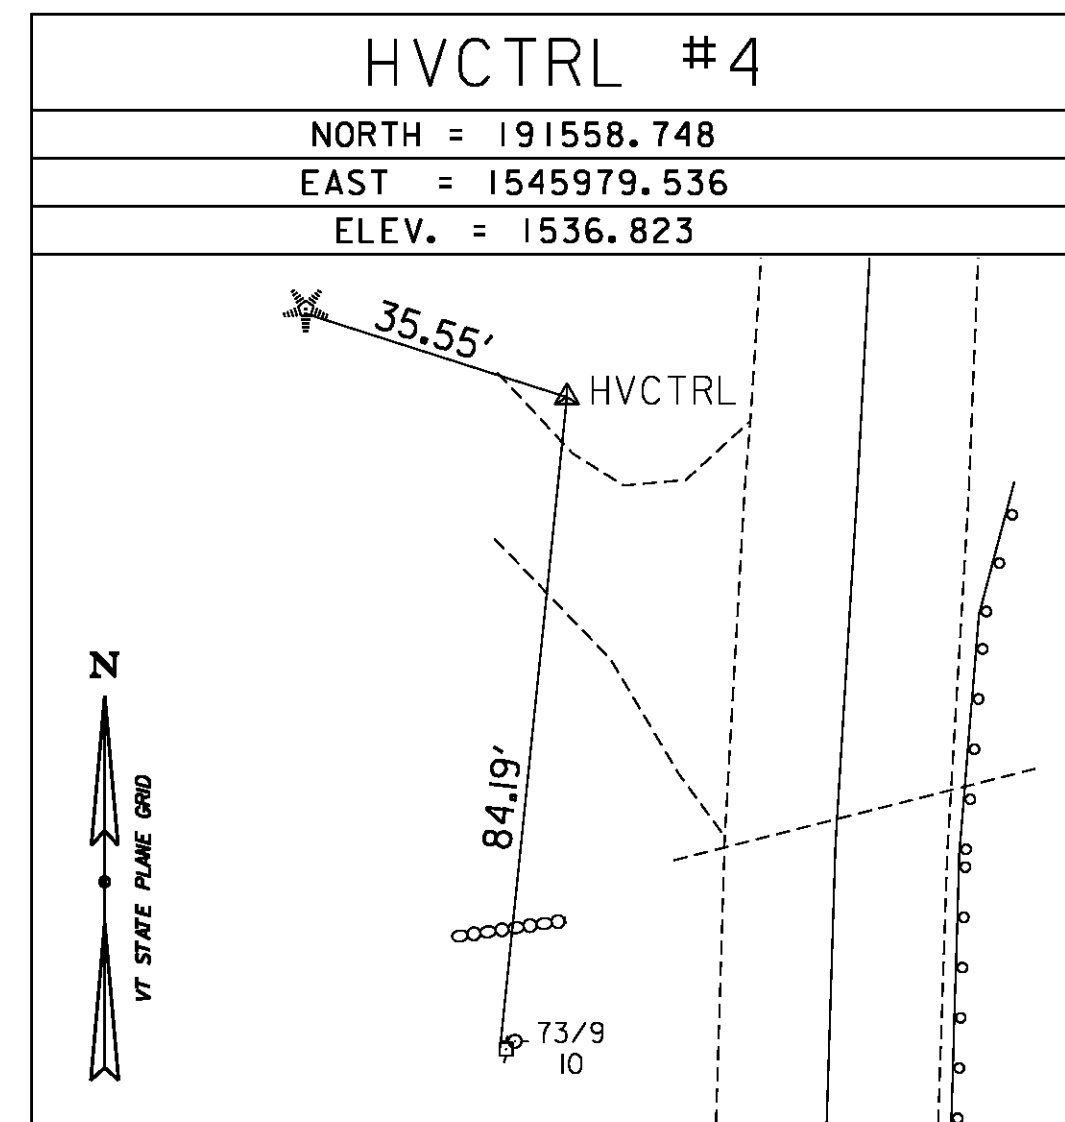 HVCTRL #4
NORTH = 191558.748
EAST = 1545979.536
ELEV. = 1536.823
35.55'
HVCTRL
N
VT STATE PLANE GRID
84.19'
73/9
10